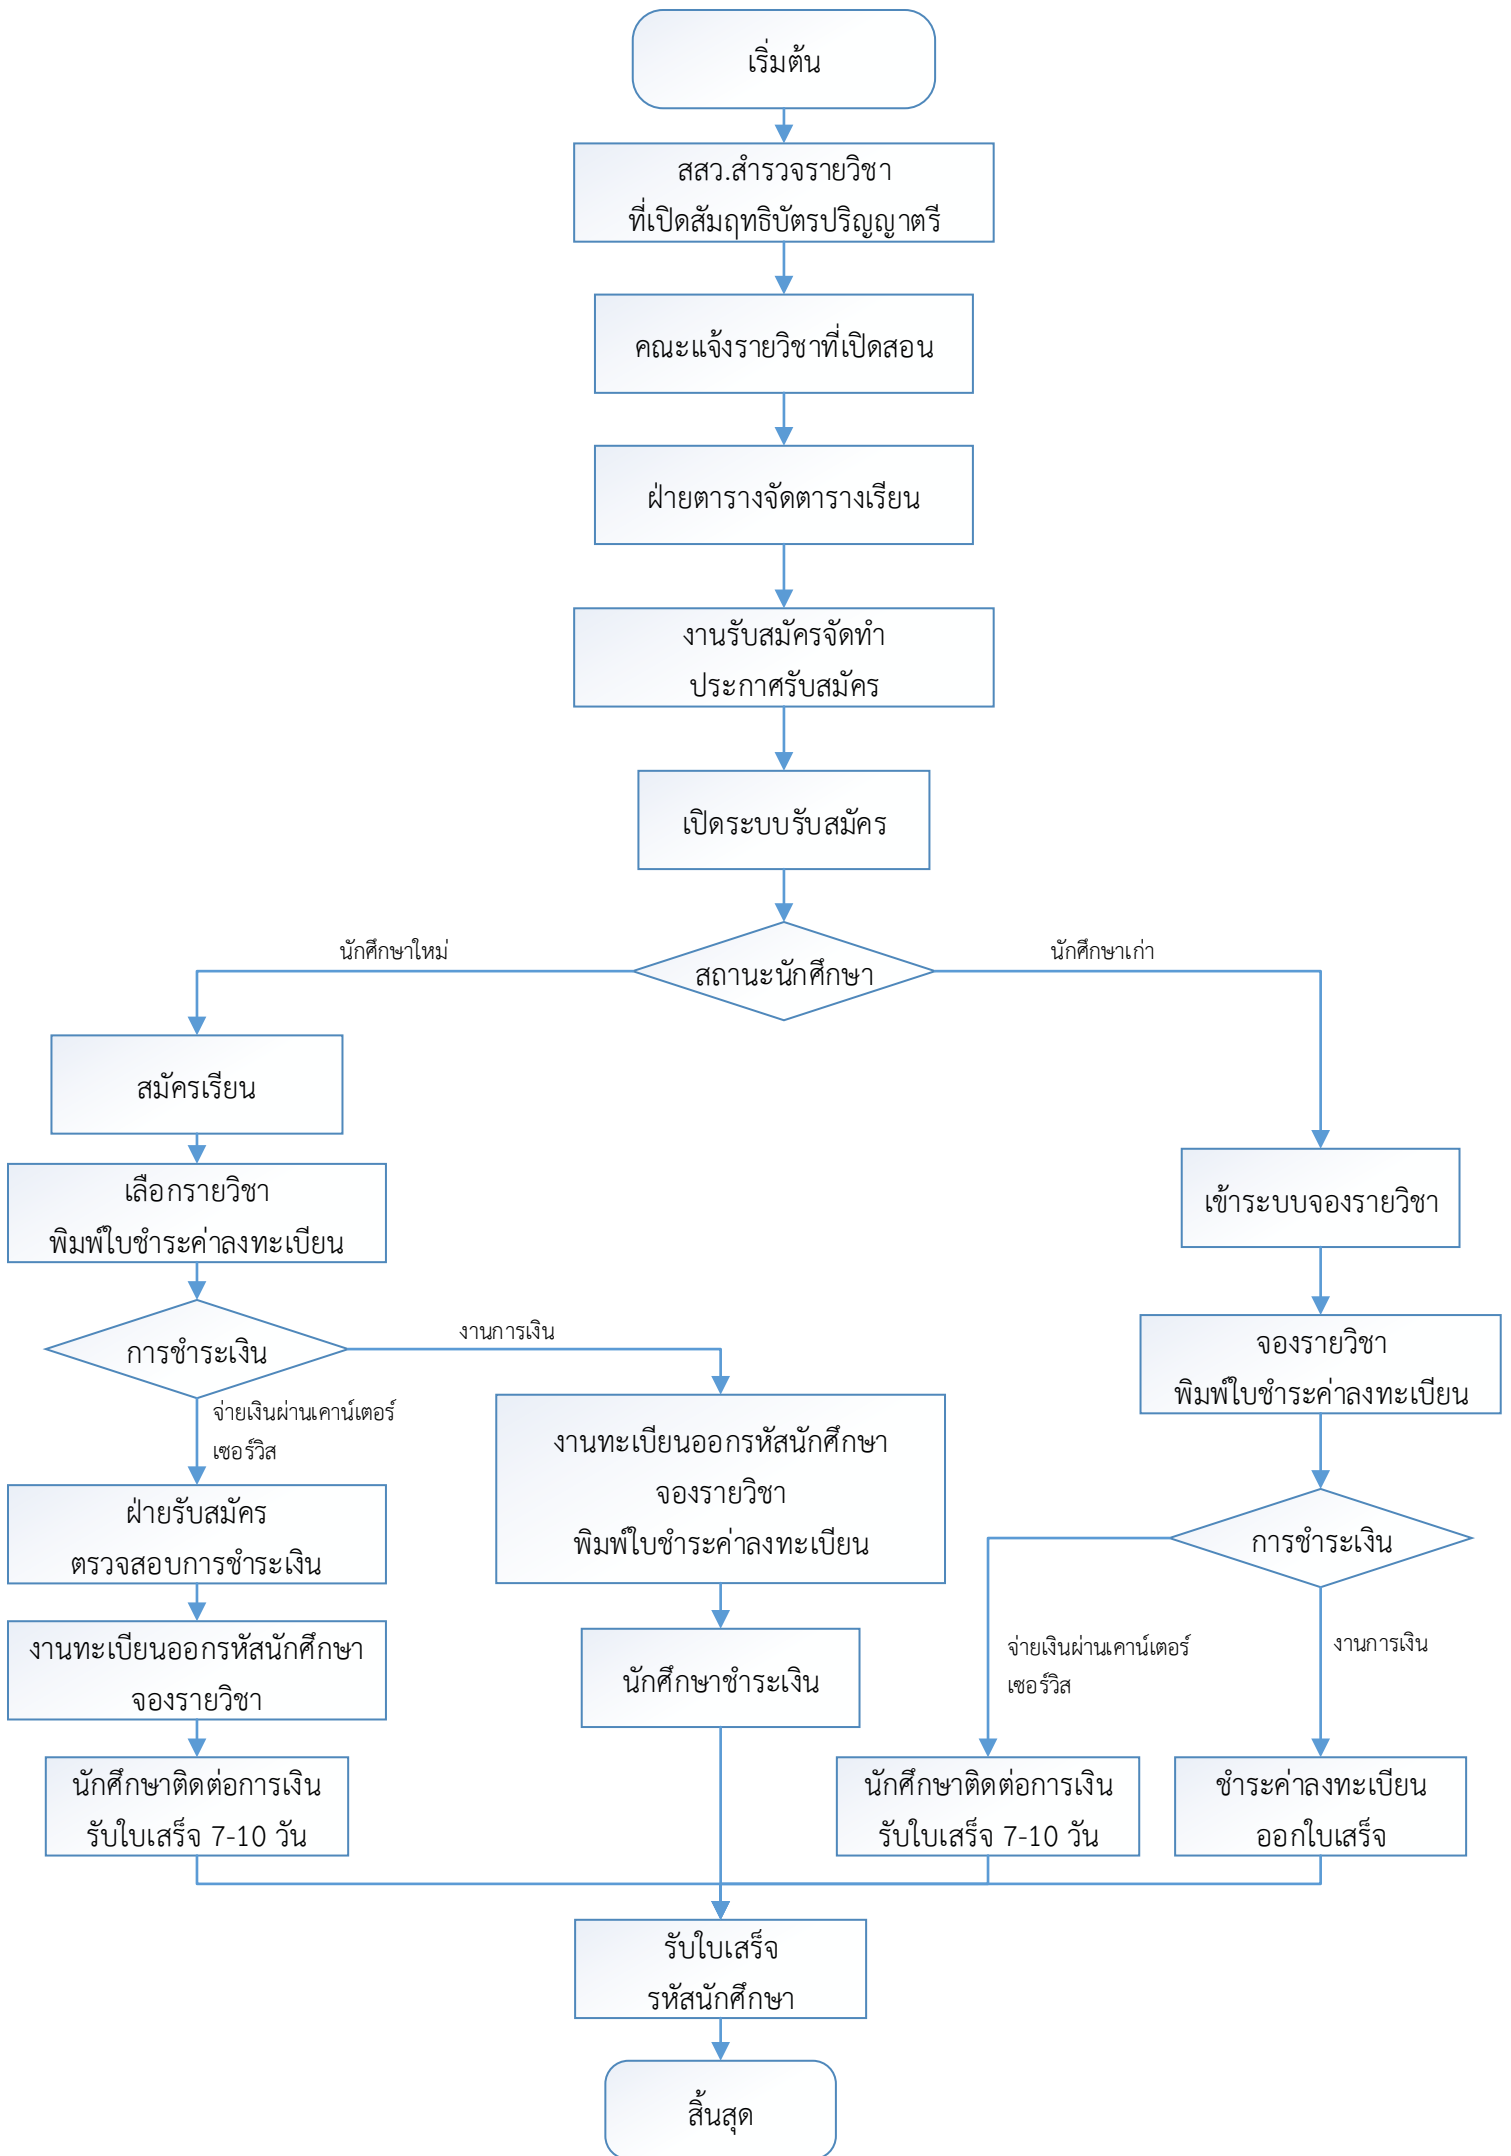 เริ่มต้น
สสว.สำรวจรายวิชา
ที่เปิดสัมฤทธิบัตรปริญญาตรี
คณะแจ้งรายวิชาที่เปิดสอน
ฝ่ายตารางจัดตารางเรียน
งานรับสมัครจัดทำ
ประกาศรับสมัคร
เปิดระบบรับสมัคร
สถานะนักศึกษา
นักศึกษาใหม่
นักศึกษาเก่า
สมัครเรียน
เลือกรายวิชา
พิมพ์ใบชำระค่าลงทะเบียน
การชำระเงิน
งานการเงิน
จ่ายเงินผ่านเคาน์เตอร์
เซอร์วิส
ฝ่ายรับสมัคร
ตรวจสอบการชำระเงิน
งานทะเบียนออกรหัสนักศึกษา
จองรายวิชา
นักศึกษาติดต่อการเงิน
รับใบเสร็จ 7-10 วัน
งานทะเบียนออกรหัสนักศึกษา
จองรายวิชา
พิมพ์ใบชำระค่าลงทะเบียน
นักศึกษาชำระเงิน
เข้าระบบจองรายวิชา
จองรายวิชา
พิมพ์ใบชำระค่าลงทะเบียน
การชำระเงิน
จ่ายเงินผ่านเคาน์เตอร์
เซอร์วิส
งานการเงิน
นักศึกษาติดต่อการเงิน
รับใบเสร็จ 7-10 วัน
ชำระค่าลงทะเบียน
ออกใบเสร็จ
รับใบเสร็จ
รหัสนักศึกษา
สิ้นสุด